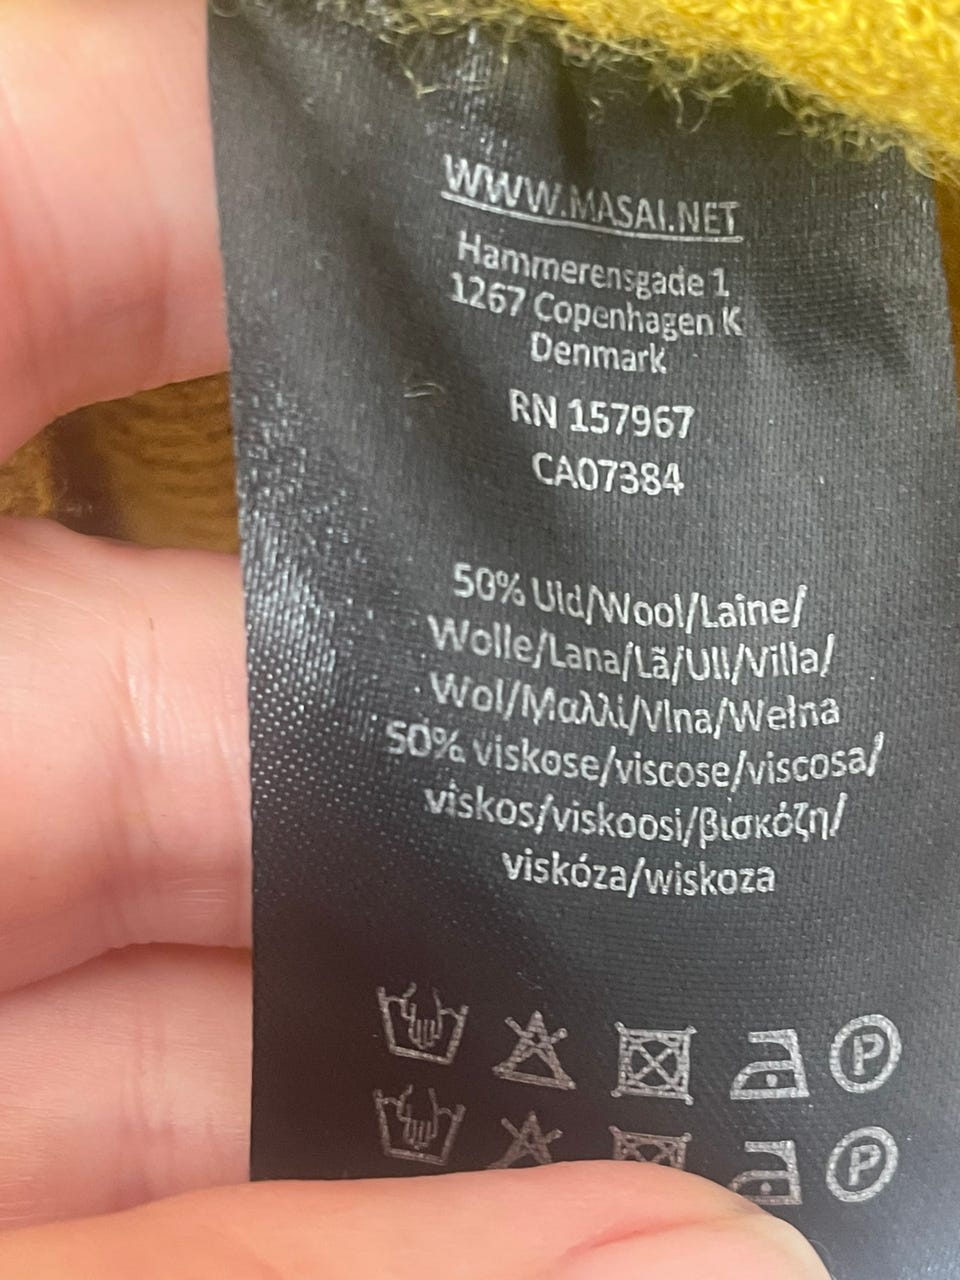 WWW.MASAI.NET
Hammerensgade 1
1267 Copenhagen K
Denmark
RN 157967
CA07384
50% Uld/Wool/Laine/
Wolle/Lana/Lã/Ull/Villa/
Wol/Μαλλί/Vlna/Wełna
50% viskose/viscose/viscosa/
viskos/viskoosi/βισκόζη/
viskóza/wiskoza
P
P